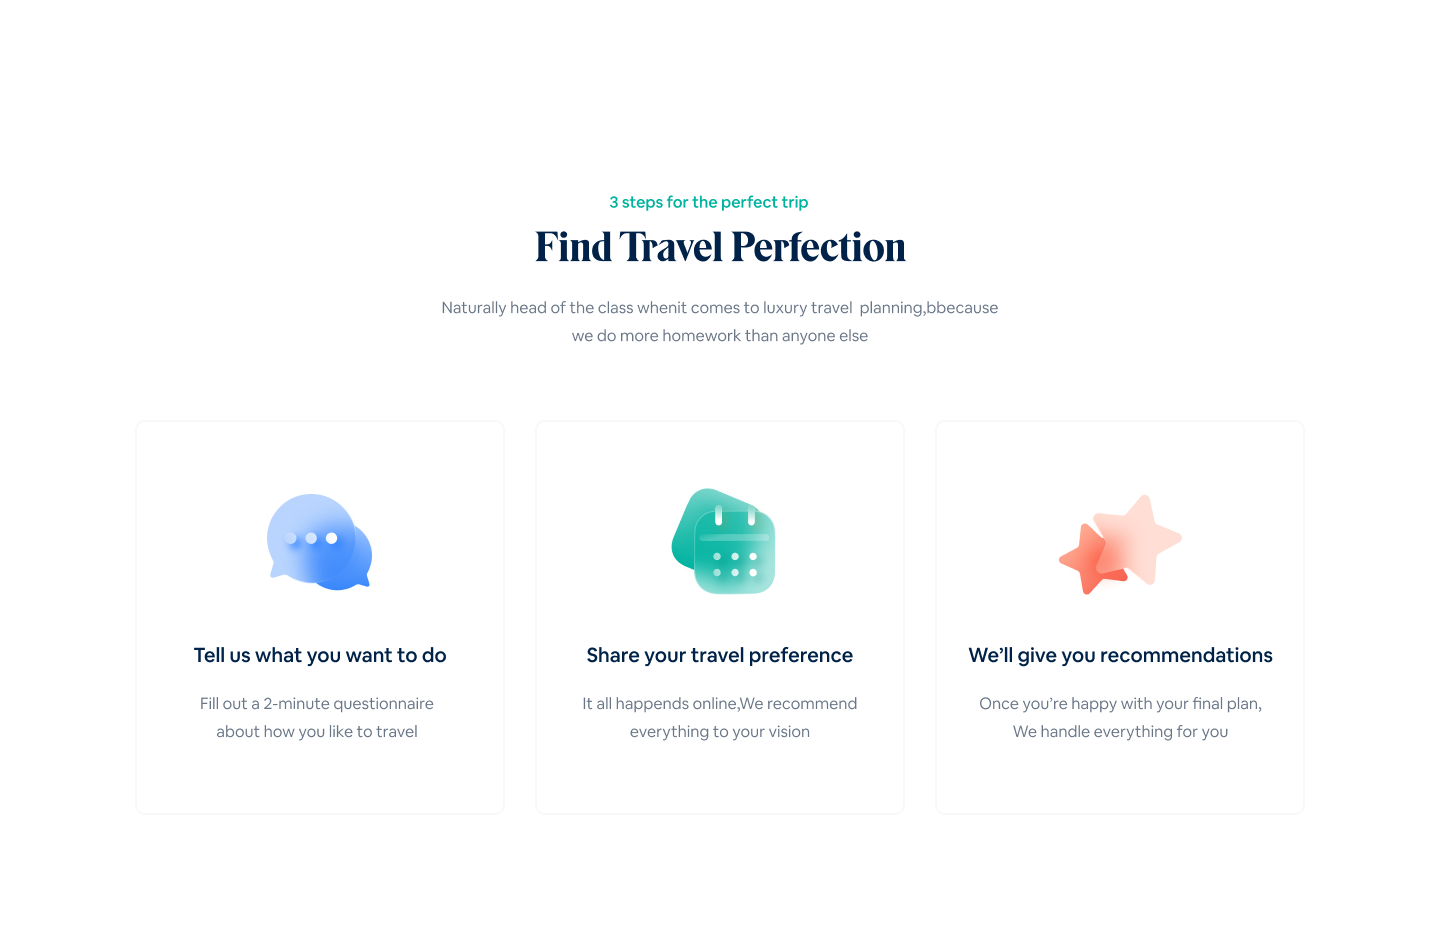 3 steps for the perfect trip
Find Travel Perfection
Naturally head of the class whenit comes to luxury travel  planning,bbecause
we do more homework than anyone else
Tell us what you want to do
Fill out a 2-minute questionnaire
about how you like to travel
Share your travel preference
It all happends online,We recommend
everything to your vision
We’ll give you recommendations
Once you’re happy with your final plan,
We handle everything for you